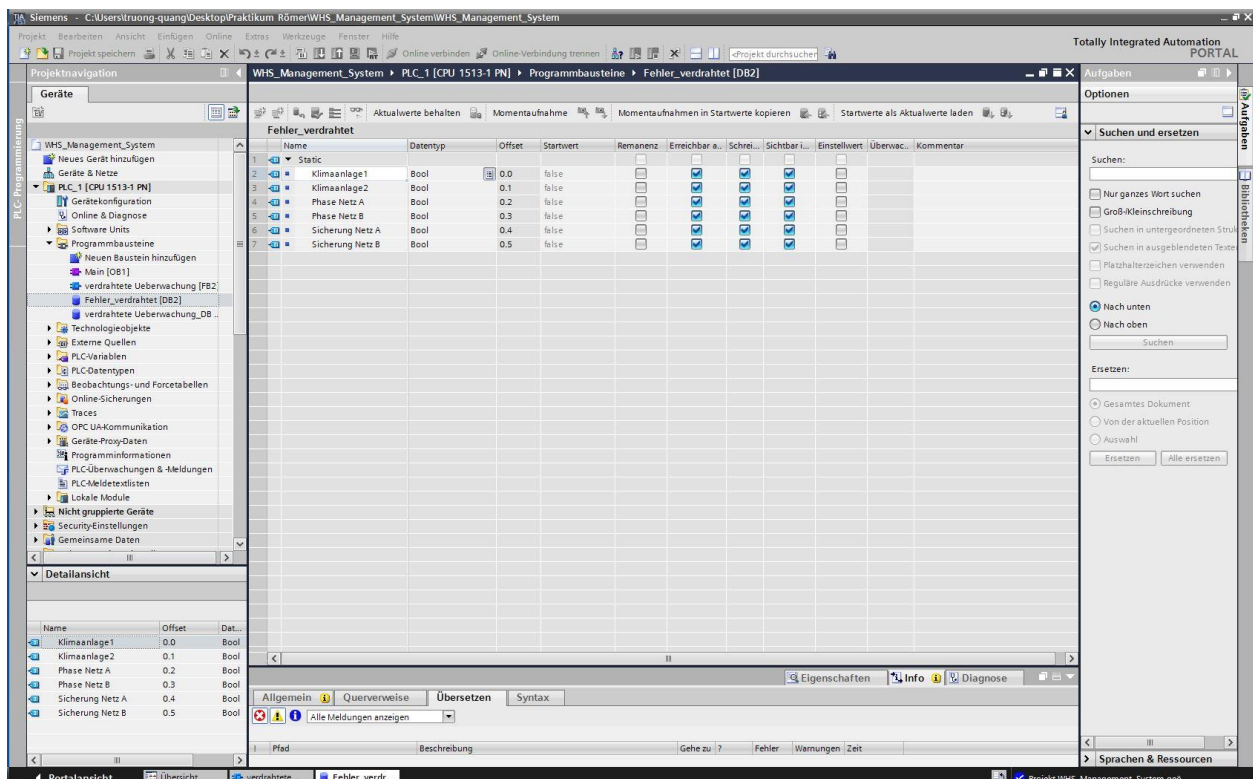 Siemens - C:\Users\truong-quang\Desktop\Praktikum Römer\WHS_Management_System\WHS_Management_System
Projekt Bearbeiten Ansicht Einfügen Online Extras Werkzeuge Fenster Hilfe
Totally Integrated Automation
PORTAL
Projekt speichern Online verbinden Online-Verbindung trennen <Projekt durchsuchen
Projektnavigation
WHS_Management_System PLC_1 [CPU 1513-1 PN] Programmbausteine Fehler_verdrahtet [DB2]
Aufgaben
Geräte
Optionen
PLC-Programmierung
WHS_Management_System
Neues Gerät hinzufügen
Geräte & Netze
PLC_1 [CPU 1513-1 PN]
Gerätekonfiguration
Online & Diagnose
Software Units
Programmbausteine
Neuen Baustein hinzufügen
Main [OB1]
verdrahtete Ueberwachung [FB2]
Fehler_verdrahtet [DB2]
verdrahtete Ueberwachung_DB ..
Technologieobjekte
Externe Quellen
PLC-Variablen
PLC-Datentypen
Beobachtungs- und Forcetabellen
Online-Sicherungen
Traces
OPC UA-Kommunikation
Geräte-Proxy-Daten
Programminformationen
PLC-Überwachungen & -Meldungen
PLC-Meldetextlisten
Lokale Module
Nicht gruppierte Geräte
Security-Einstellungen
Gemeinsame Daten
Detailansicht
Name Offset Dat...
Klimaanlage1 0.0 Bool
Klimaanlage2 0.1 Bool
Phase Netz A 0.2 Bool
Phase Netz B 0.3 Bool
Sicherung Netz A 0.4 Bool
Sicherung Netz B 0.5 Bool
Aktualwerte behalten Momentaufnahme Momentaufnahmen in Startwerte kopieren Startwerte als Aktualwerte laden
Fehler_verdrahtet
Name Datentyp Offset Startwert Remanenz Erreichbar a.. Schrei... Sichtbar i... Einstellwert Überwac.. Kommentar
1 Static
2 Klimaanlage1 Bool 0.0 false
3 Klimaanlage2 Bool 0.1 false
4 Phase Netz A Bool 0.2 false
5 Phase Netz B Bool 0.3 false
6 Sicherung Netz A Bool 0.4 false
7 Sicherung Netz B Bool 0.5 false
Eigenschaften Info Diagnose
Allgemein Querverweise Übersetzen Syntax
Alle Meldungen anzeigen
! Pfad Beschreibung Gehe zu ? Fehler Warnungen Zeit
Suchen und ersetzen
Suchen:
Nur ganzes Wort suchen
Groß-/Kleinschreibung
Suchen in untergeordneten Struk
Suchen in ausgeblendeten Texte
Platzhalterzeichen verwenden
Reguläre Ausdrücke verwenden
Nach unten
Nach oben
Suchen
Ersetzen:
Gesamtes Dokument
Von der aktuellen Position
Auswahl
Ersetzen Alle ersetzen
Sprachen & Ressourcen
Aufgaben
Bibliotheken
Portalansicht Übersicht verdrahtete ... Fehler_verdr...
Projekt WHS_Management_System geö